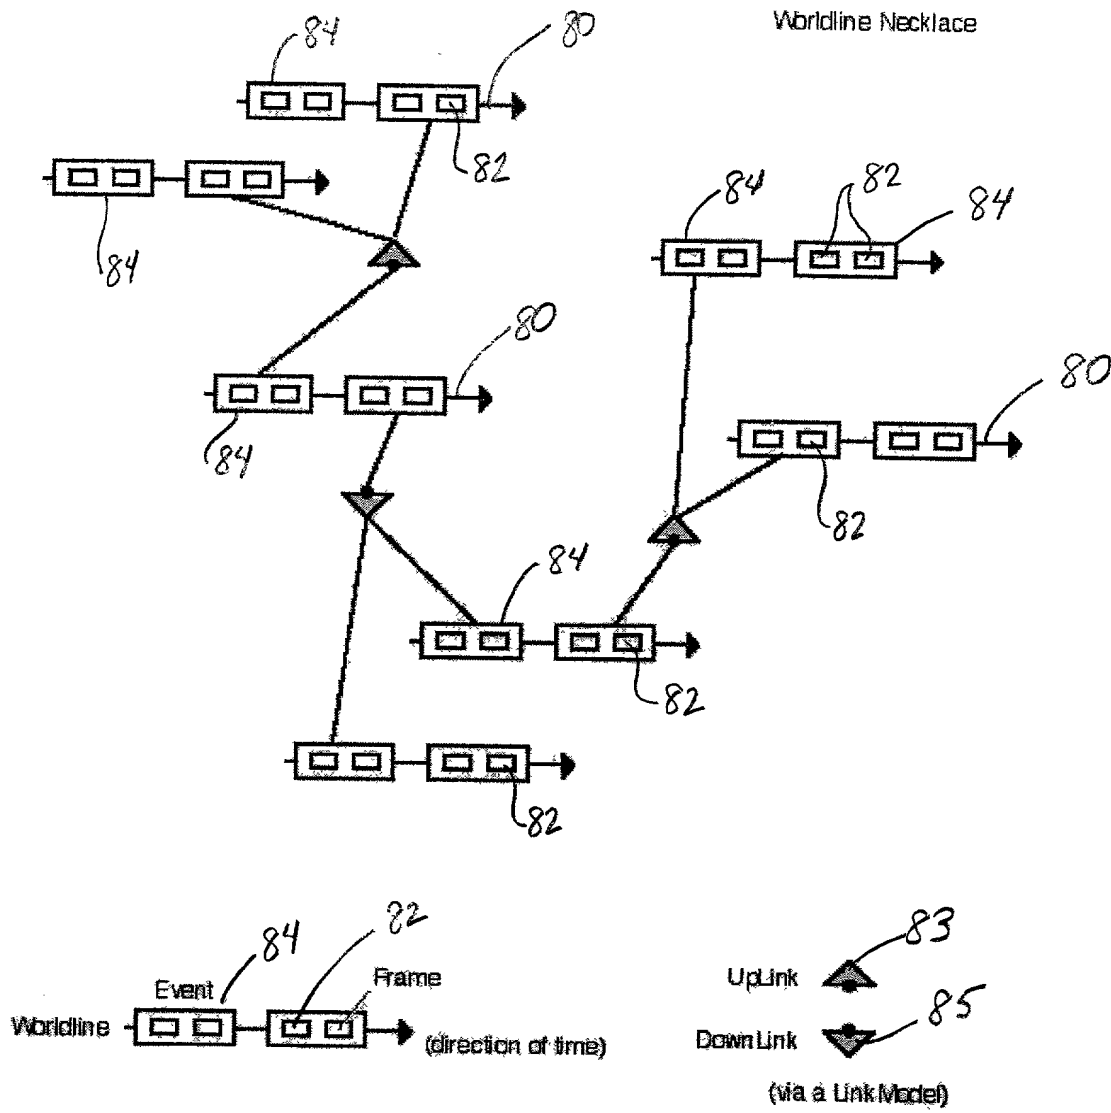 Worldline Necklace
84
80
82
84
84
82
84
80
84
80
82
84
82
82
82
84
83
UpLink
Event
Frame
85
Worldline
DownLink
(direction of time)
(via a Link Model)